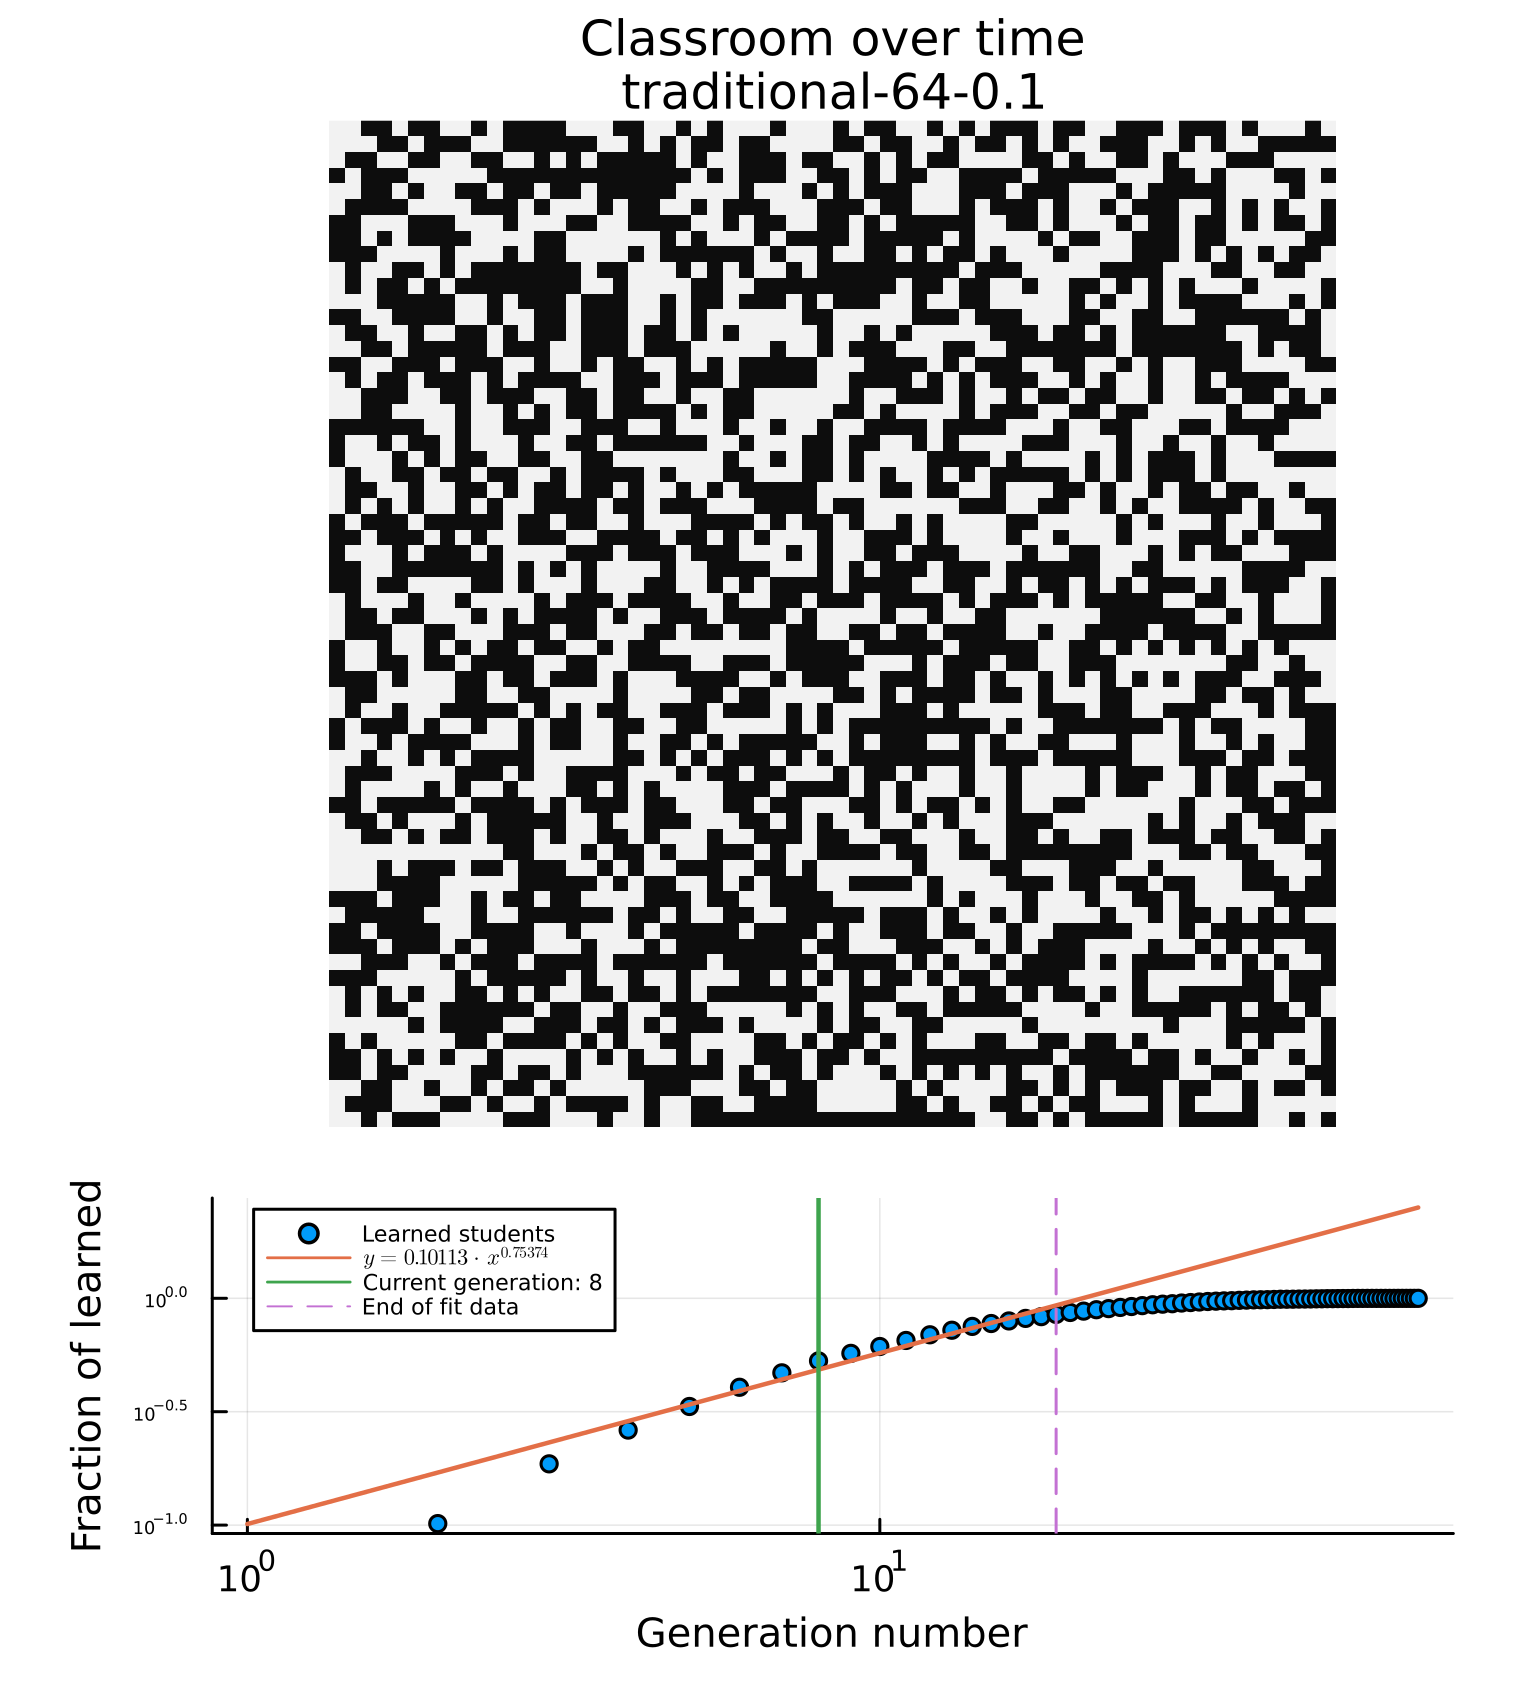 Classroom over time
traditional-64-0.1
Fraction of learned
Learned students
y = 0.10113 · x^0.75374
Current generation: 8
End of fit data
10^0.0
10^−0.5
10^−1.0
10^0
10^1
Generation number